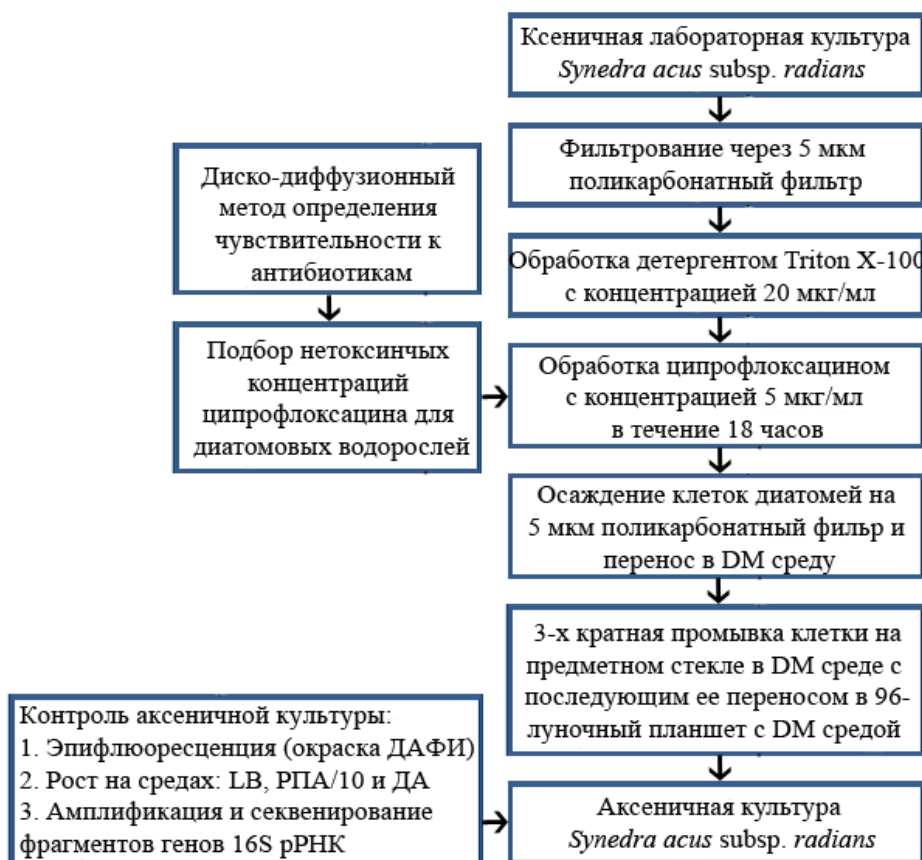 Ксеничная лабораторная культура
Synedra acus subsp. radians
Фильтрование через 5 мкм
поликарбонатный фильтр
Диско-диффузионный
метод определения
чувствительности к
антибиотикам
Обработка детергентом Triton X-100
с концентрацией 20 мкг/мл
Подбор нетоксинчых
концентраций
ципрофлоксацина для
диатомовых водорослей
Обработка ципрофлоксацином
с концентрацией 5 мкг/мл
в течение 18 часов
Осаждение клеток диатомей на
5 мкм поликарбонатный фильр и
перенос в DM среду
3-х кратная промывка клетки на
предметном стекле в DM среде с
последующим ее переносом в 96-
луночный планшет с DM средой
Контроль аксеничной культуры:
1. Эпифлюоресценция (окраска ДАФИ)
2. Рост на средах: LB, РПА/10 и ДА
3. Амплификация и секвенирование
фрагментов генов 16S рРНК
Аксеничная культура
Synedra acus subsp. radians